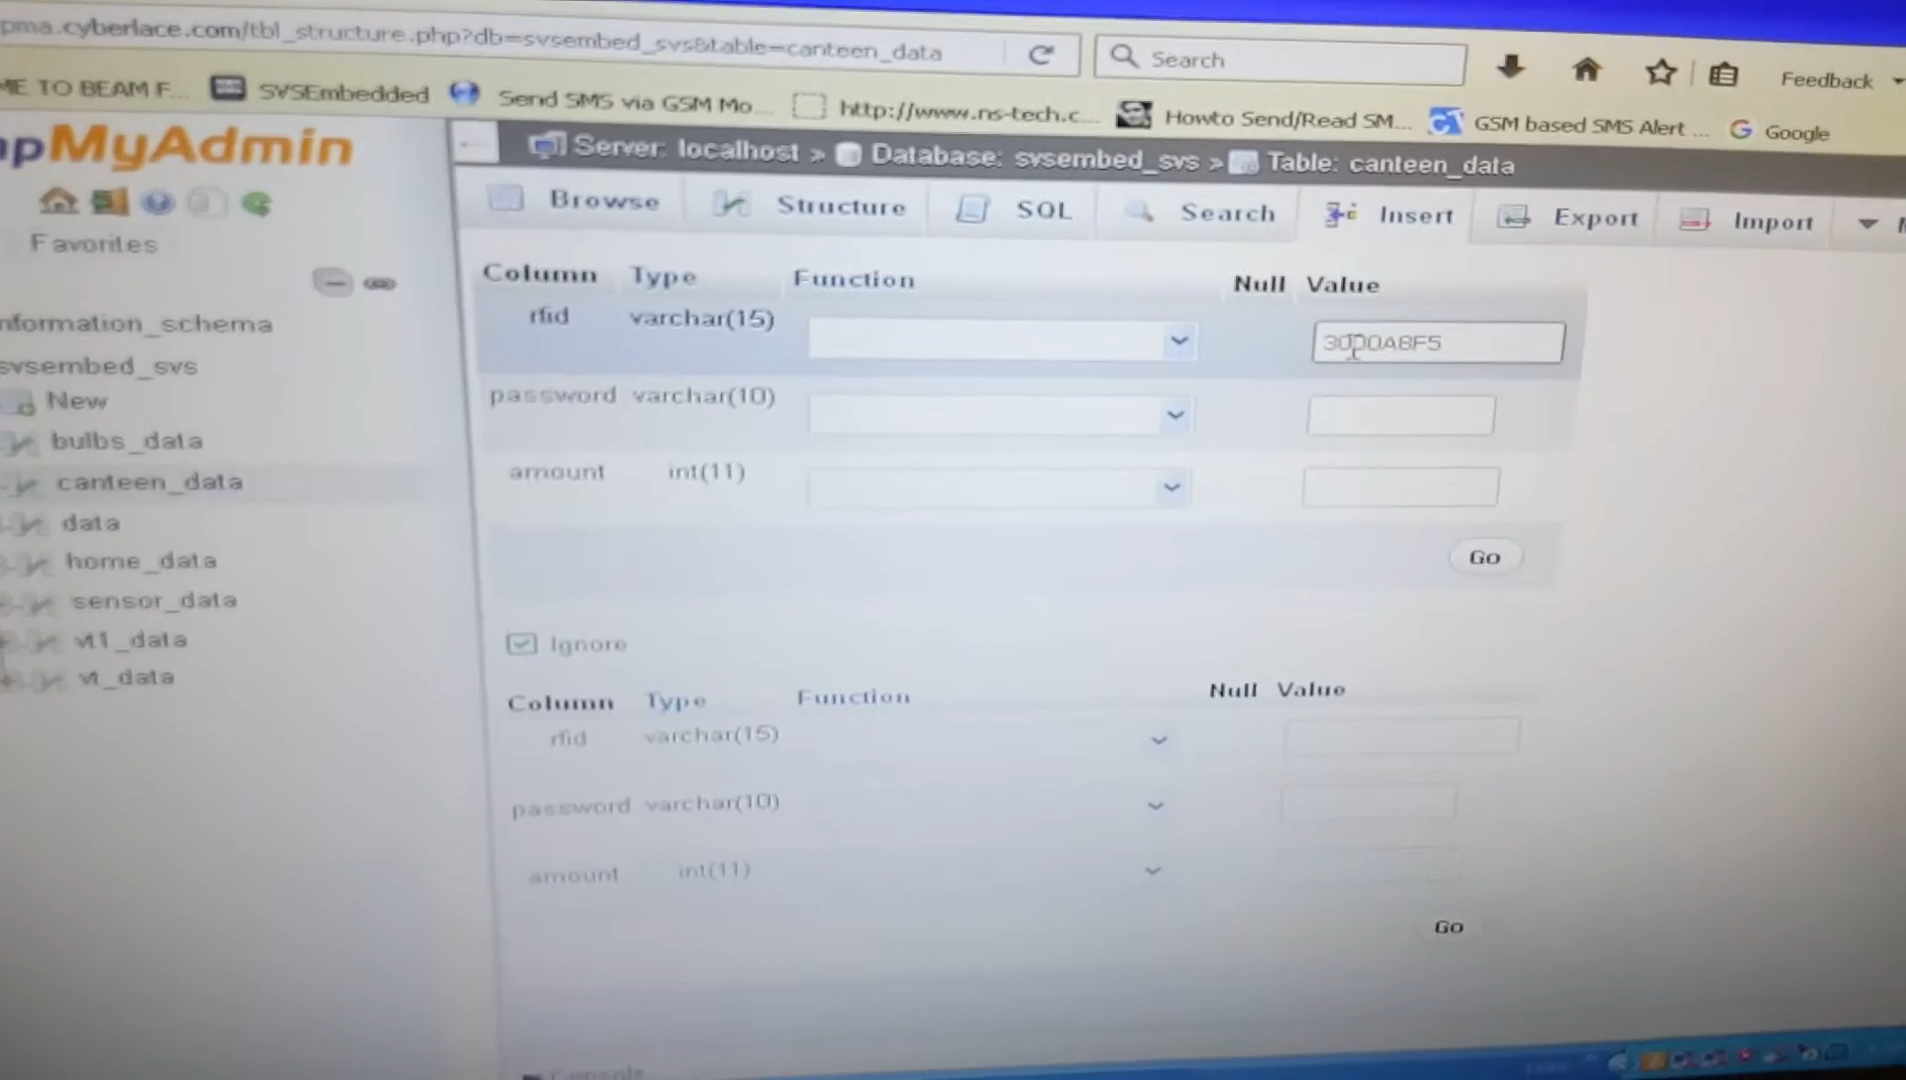 pma.cyberlace.com/tbl_structure.php?db=svsembed_svs&table=canteen_data
Search
Feedback
ME TO BEAM F...
SVSEmbedded
Send SMS via GSM Mo...
http://www.ns-tech.c...
Howto Send/Read SM...
GSM based SMS Alert ...
Google
pMyAdmin
Server: localhost » Database: svsembed_svs » Table: canteen_data
Browse
Structure
SQL
Search
Insert
Export
Import
Favorites
nformation_schema
svsembed_svs
New
bulbs_data
canteen_data
data
home_data
sensor_data
vt1_data
vt_data
Column Type Function Null Value
rfid varchar(15)
password varchar(10)
amount int(11)
Go
Ignore
Column Type Function Null Value
rfid varchar(15)
password varchar(10)
amount int(11)
Go
Console